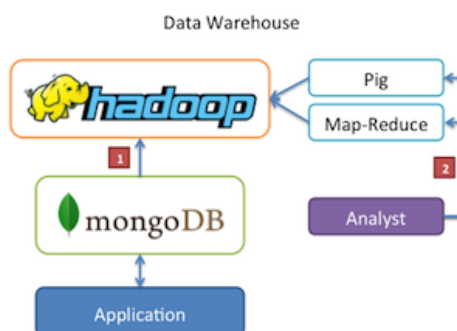 Data Warehouse
hadoop
Pig
Map-Reduce
1
2
mongoDB
Analyst
Application